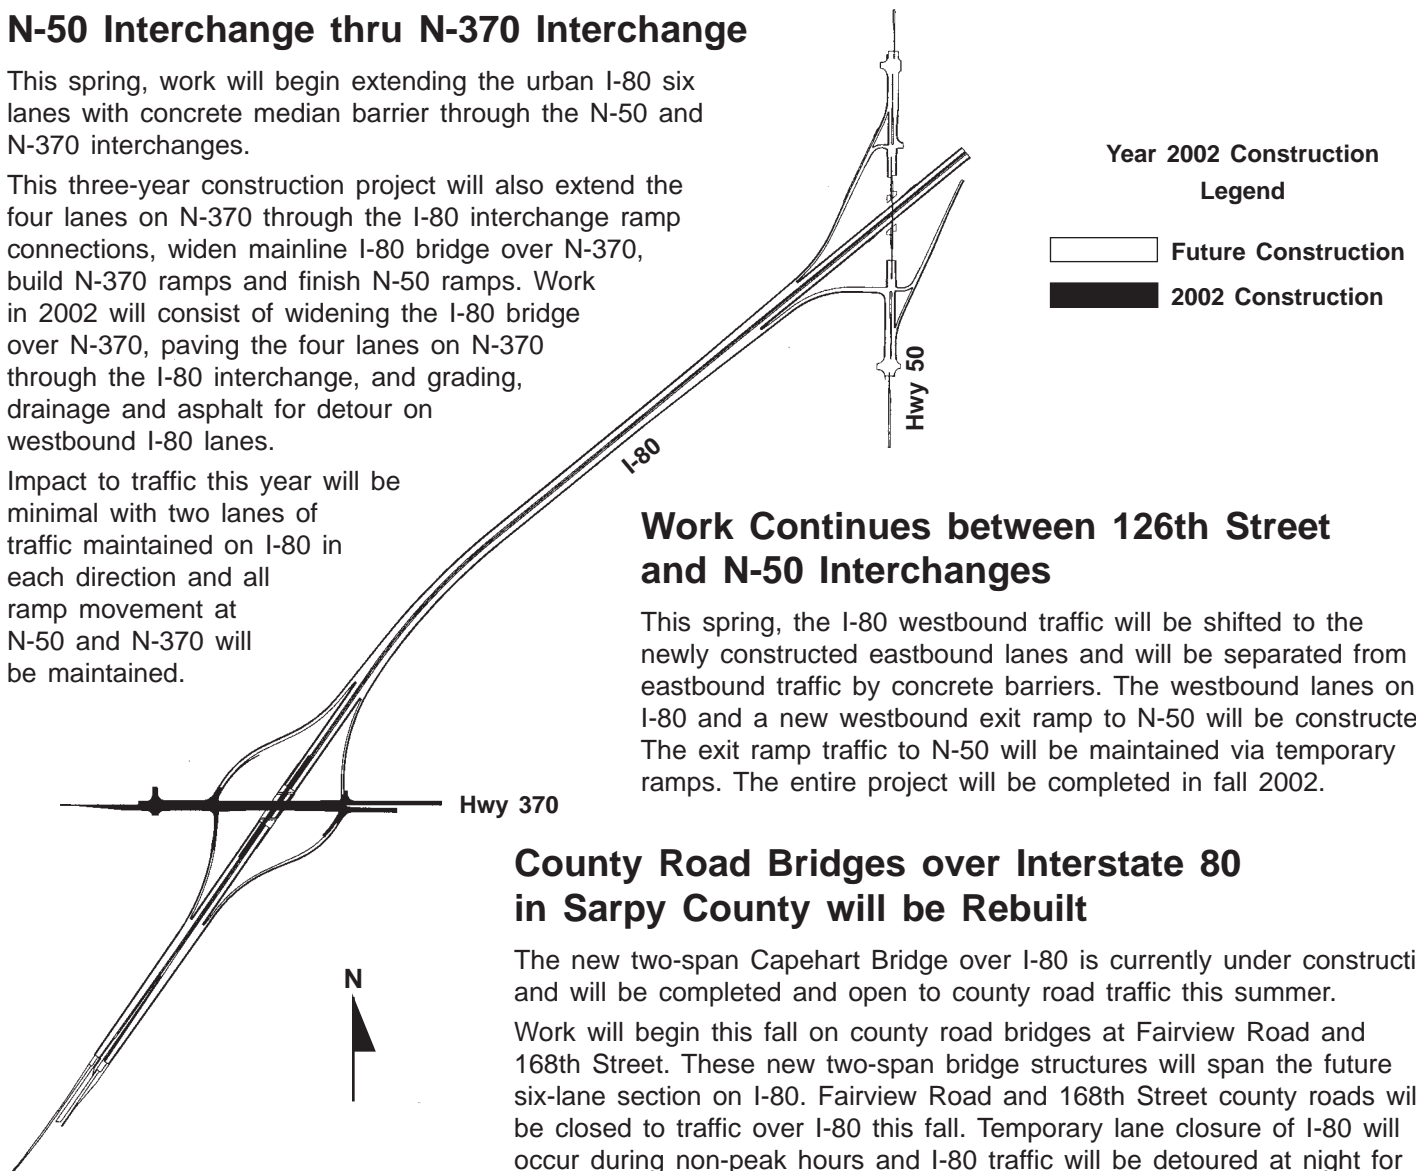 N-50 Interchange thru N-370 Interchange
This spring, work will begin extending the urban I-80 six
lanes with concrete median barrier through the N-50 and
N-370 interchanges.
This three-year construction project will also extend the
four lanes on N-370 through the I-80 interchange ramp
connections, widen mainline I-80 bridge over N-370,
build N-370 ramps and finish N-50 ramps. Work
in 2002 will consist of widening the I-80 bridge
over N-370, paving the four lanes on N-370
through the I-80 interchange, and grading,
drainage and asphalt for detour on
westbound I-80 lanes.
Impact to traffic this year will be
minimal with two lanes of
traffic maintained on I-80 in
each direction and all
ramp movement at
N-50 and N-370 will
be maintained.
Year 2002 Construction
Legend
Future Construction
2002 Construction
Hwy 50
I-80
Work Continues between 126th Street
and N-50 Interchanges
This spring, the I-80 westbound traffic will be shifted to the
newly constructed eastbound lanes and will be separated from
eastbound traffic by concrete barriers. The westbound lanes on
I-80 and a new westbound exit ramp to N-50 will be constructe
The exit ramp traffic to N-50 will be maintained via temporary
ramps. The entire project will be completed in fall 2002.
Hwy 370
County Road Bridges over Interstate 80
in Sarpy County will be Rebuilt
The new two-span Capehart Bridge over I-80 is currently under constructi
and will be completed and open to county road traffic this summer.
Work will begin this fall on county road bridges at Fairview Road and
168th Street. These new two-span bridge structures will span the future
six-lane section on I-80. Fairview Road and 168th Street county roads wil
be closed to traffic over I-80 this fall. Temporary lane closure of I-80 will
occur during non-peak hours and I-80 traffic will be detoured at night for
N